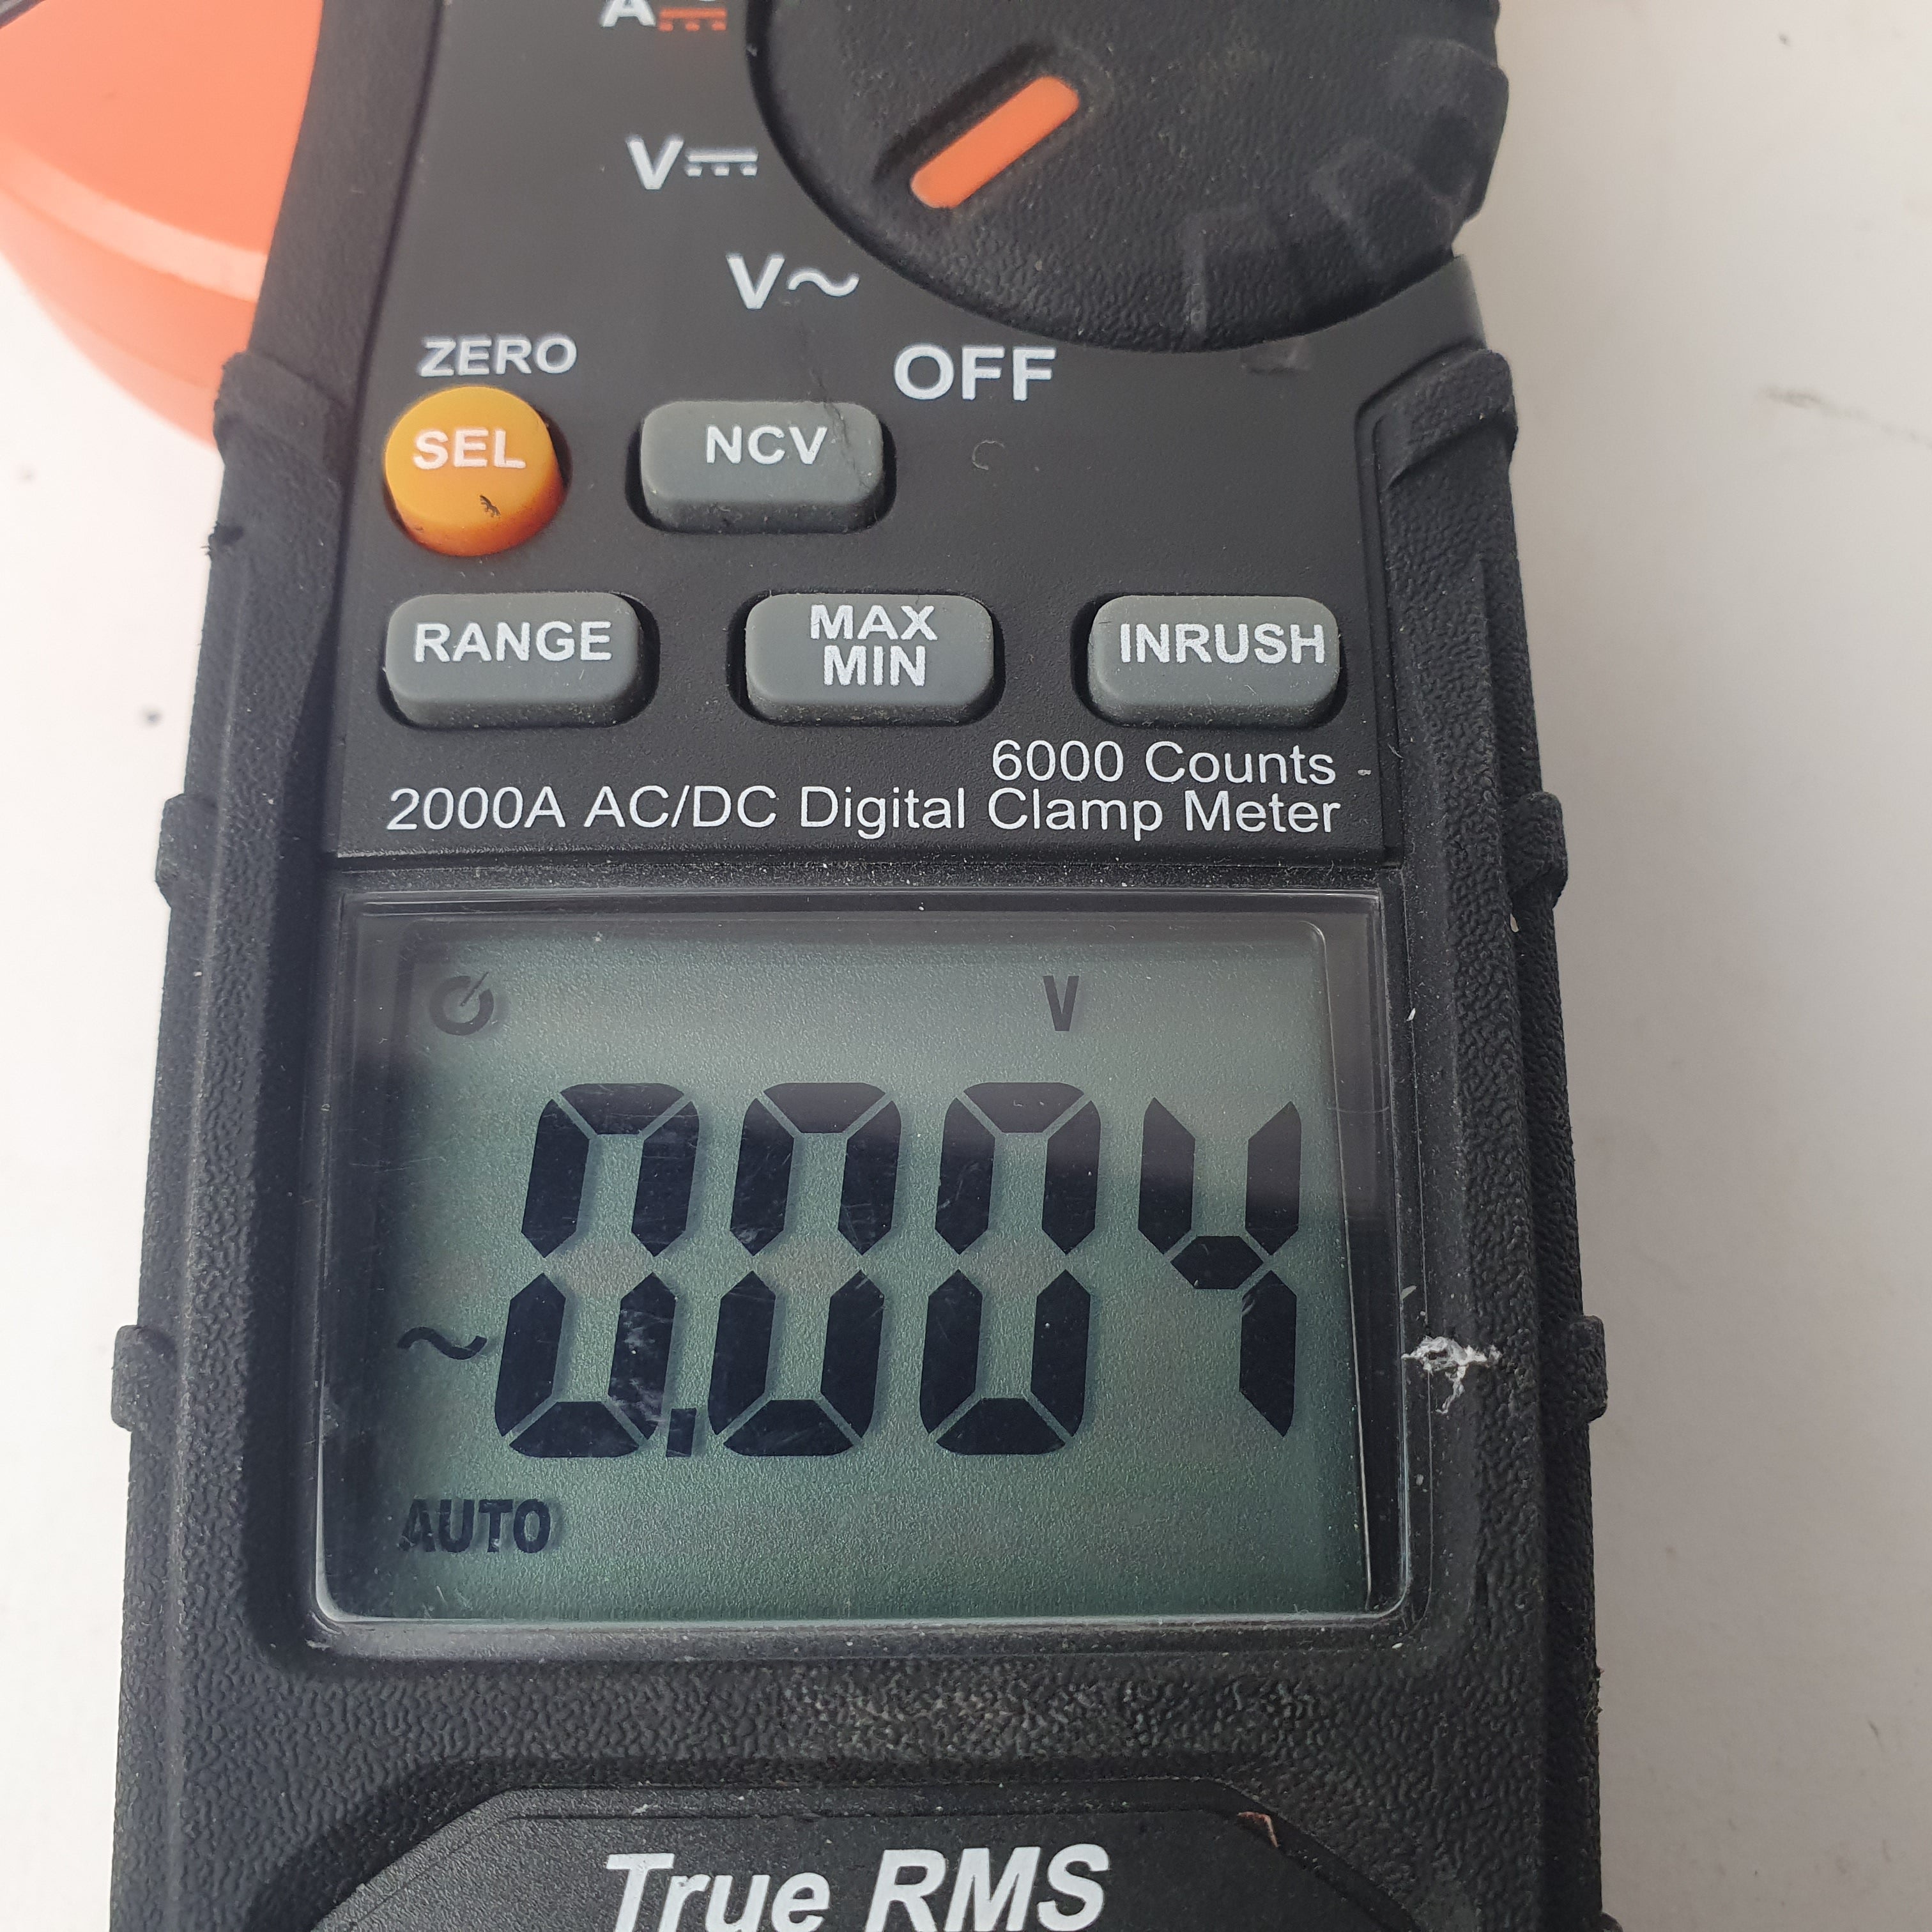 A
V
V~
OFF
ZERO
SEL
NCV
RANGE
MAX
MIN
INRUSH
6000 Counts
2000A AC/DC Digital Clamp Meter
V
~0.004
AUTO
True RMS